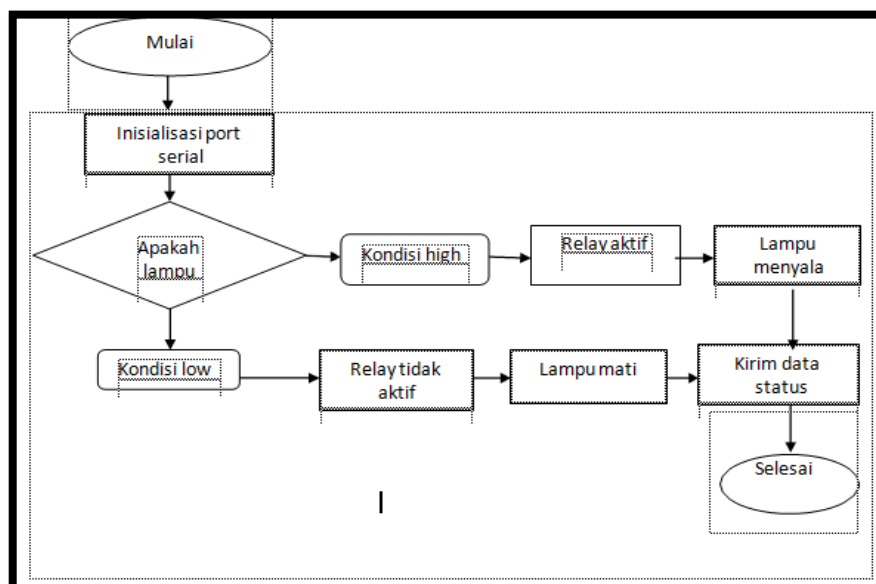 Mulai
Inisialisasi port
serial
Apakah
lampu
Kondisi high
Relay aktif
Lampu
menyala
Kondisi low
Relay tidak
aktif
Lampu mati
Kirim data
status
Selesai